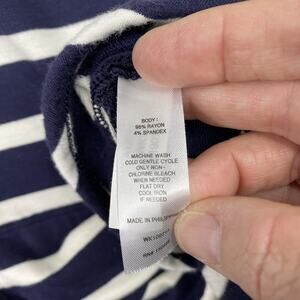 BODY:
96% RAYON
4% SPANDEX
MACHINE WASH
COLD GENTLE CYCLE
ONLY NON-
CHLORINE BLEACH
WHEN NEEDED
FLAT DRY
COOL IRON
IF NEEDED
MADE IN PHILIPPINES